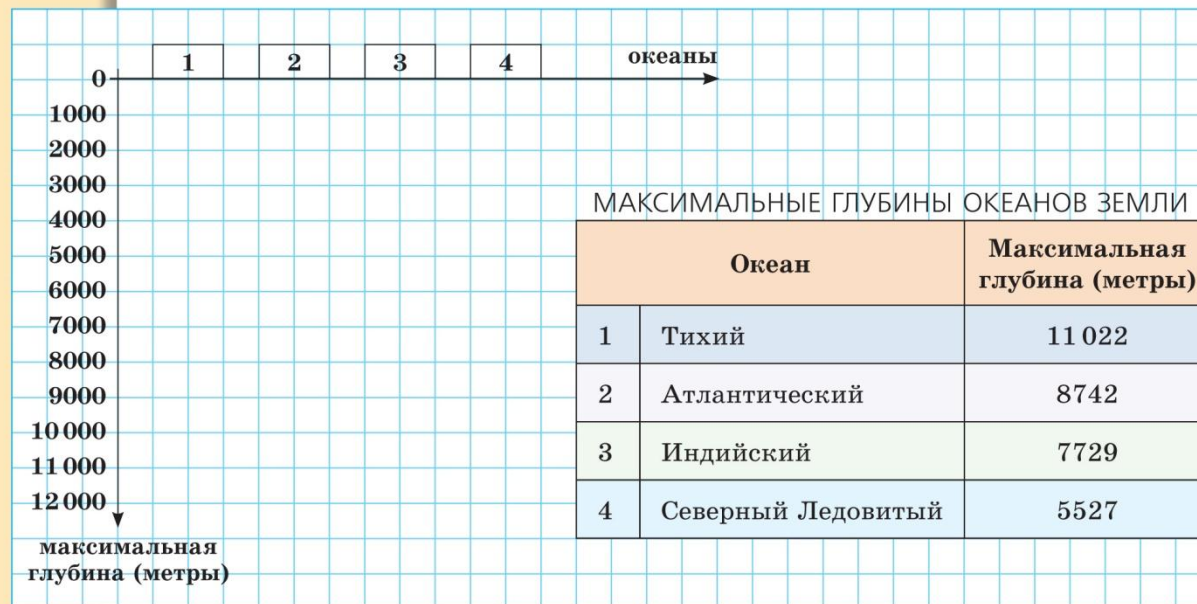 1 2 3 4 океаны
0
1000
2000
3000
4000
5000
6000
7000
8000
9000
10 000
11 000
12 000
максимальная
глубина (метры)
МАКСИМАЛЬНЫЕ ГЛУБИНЫ ОКЕАНОВ ЗЕМЛИ
Океан Максимальная
глубина (метры)
1 Тихий 11 022
2 Атлантический 8742
3 Индийский 7729
4 Северный Ледовитый 5527